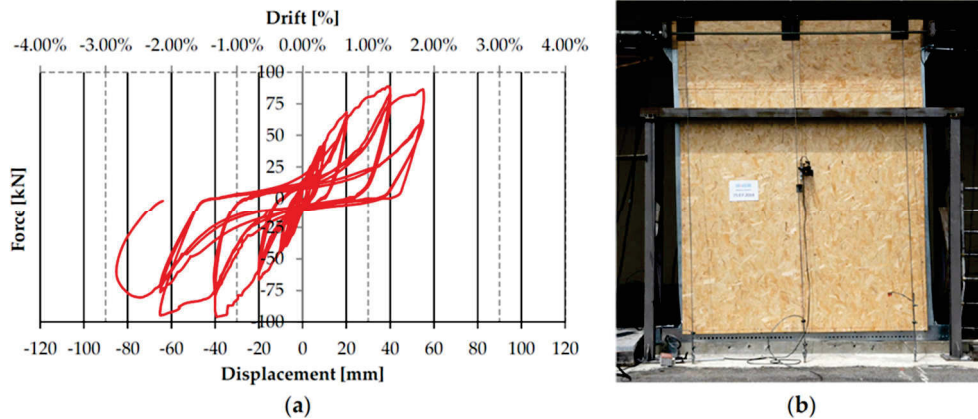 Drift [%]
-4.00% -3.00% -2.00% -1.00% 0.00% 1.00% 2.00% 3.00% 4.00%
100
75
50
25
0
-25
-50
-75
-100
Force [kN]
-120 -100 -80 -60 -40 -20 0 20 40 60 80 100 120
Displacement [mm]
(a)
(b)